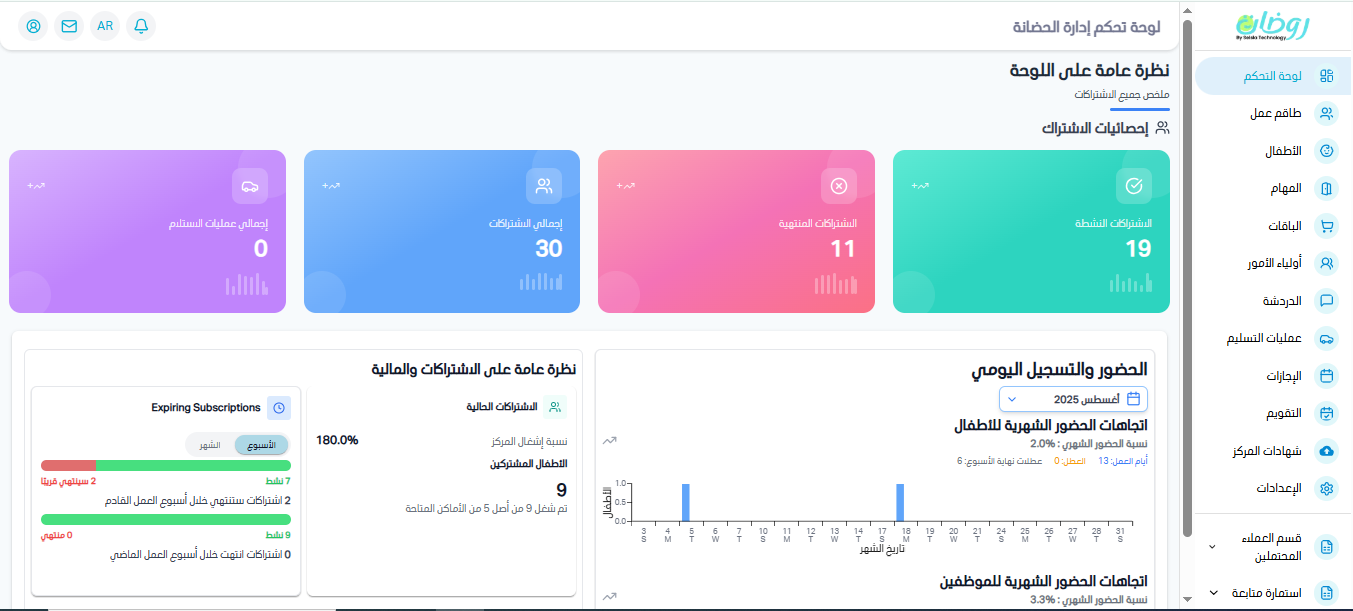 روضتي
By Selsla Technology
لوحة التحكم
طاقم عمل
الأطفال
المهام
الباقات
أولياء الأمور
الدردشة
عمليات التسليم
الإجازات
التقويم
شهادات المركز
الإعدادات
قسم العملاء المحتملين
استمارة متابعة
لوحة تحكم إدارة الحضانة
AR
نظرة عامة على اللوحة
ملخص جميع الاشتراكات
إحصائيات الاشتراك
الاشتراكات النشطة
19
الاشتراكات المنتهية
11
إجمالي الاشتراكات
30
إجمالي عمليات الاستلام
0
الحضور والتسجيل اليومي
أغسطس 2025
اتجاهات الحضور الشهرية للأطفال
نسبة الحضور الشهري : 2.0%
أيام العمل: 13 العطل: 0 عطلات نهاية الأسبوع: 6
الأطفال
1.0
0.5
0.0
3 4 5 6 7 10 11 12 13 14 17 18 19 20 21 24 25 26 27 28 31
S M T W T S M T W T S M T W T S M T W T S
تاريخ الشهر
اتجاهات الحضور الشهرية للموظفين
نسبة الحضور الشهري : 3.3%
نظرة عامة على الاشتراكات والمالية
الاشتراكات الحالية
نسبة إشغال المركز 180.0%
الأطفال المشتركين
9
تم شغل 9 من أصل 5 من الأماكن المتاحة
Expiring Subscriptions
الأسبوع الشهر
7 نشط 2 سينتهي قريبًا
2 اشتراكات ستنتهي خلال أسبوع العمل القادم
9 نشط 0 منتهي
0 اشتراكات انتهت خلال أسبوع العمل الماضي